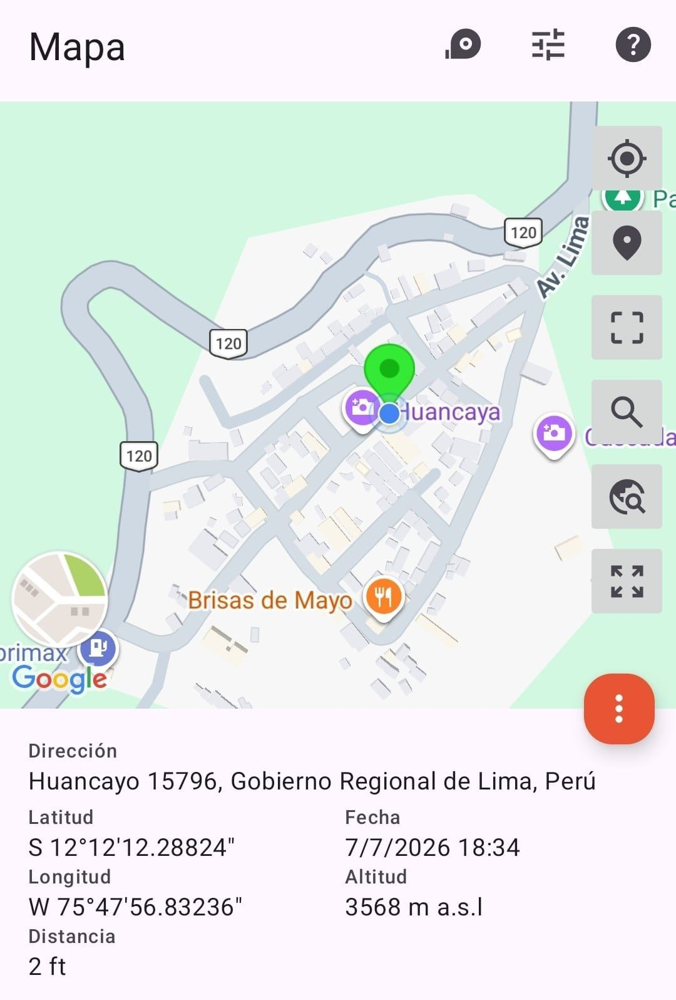 Mapa
120
Pa
Av. Lima
120
Huancaya
120
Brisas de Mayo
primax
Google
Dirección
Huancayo 15796, Gobierno Regional de Lima, Perú
Latitud
Fecha
S 12°12'12.28824"
7/7/2026 18:34
Longitud
Altitud
W 75°47'56.83236"
3568 m a.s.l
Distancia
2 ft